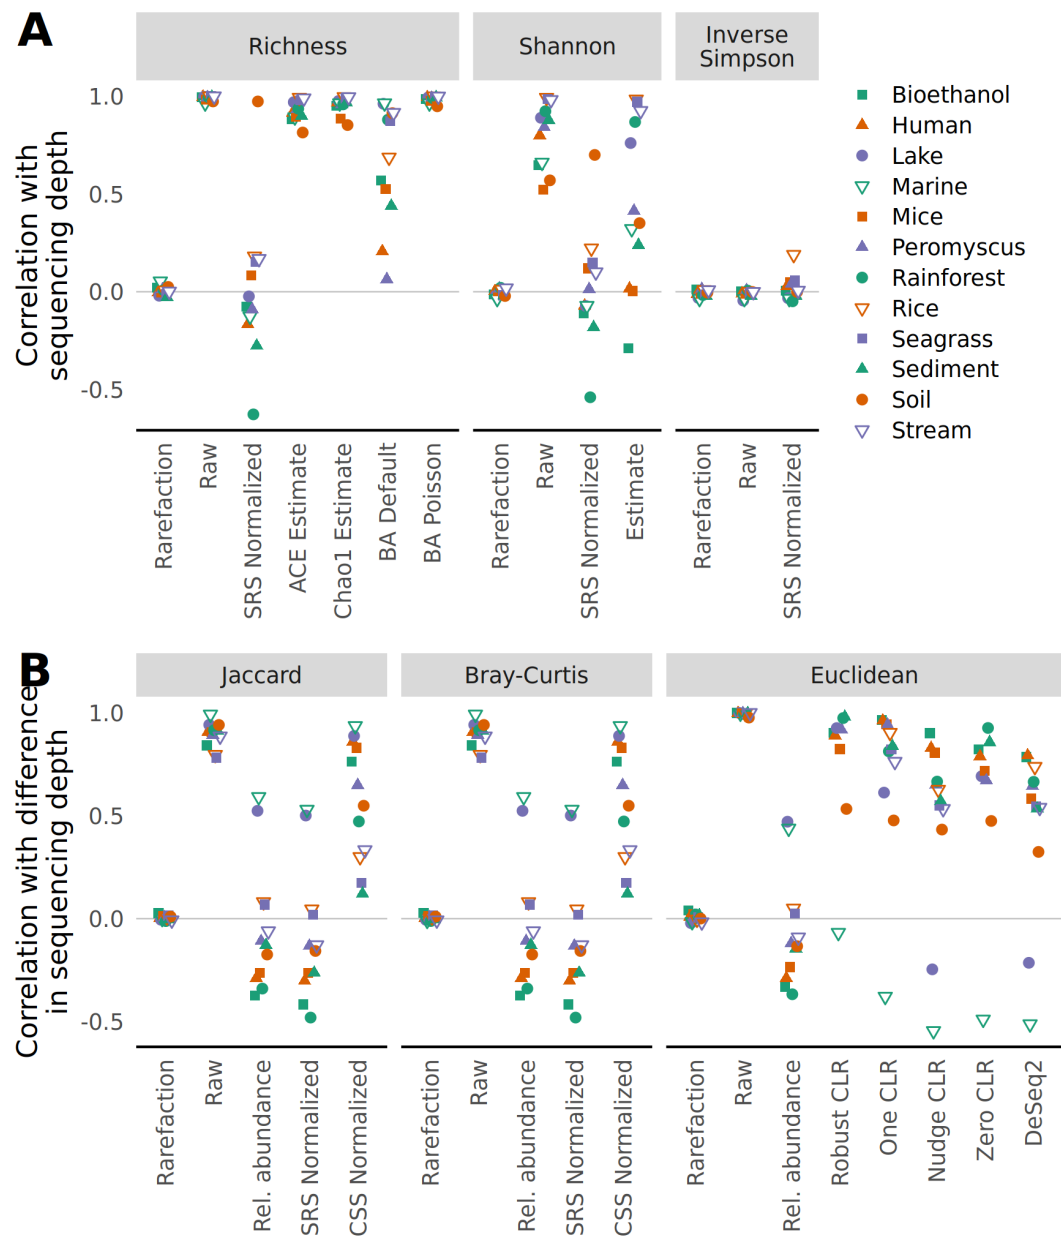 A
Richness
Shannon
Inverse
Simpson
Correlation with
sequencing depth
1.0
0.5
0.0
-0.5
Rarefaction
Raw
SRS Normalized
ACE Estimate
Chao1 Estimate
BA Default
BA Poisson
Rarefaction
Raw
SRS Normalized
Estimate
Rarefaction
Raw
SRS Normalized
Bioethanol
Human
Lake
Marine
Mice
Peromyscus
Rainforest
Rice
Seagrass
Sediment
Soil
Stream
B
Jaccard
Bray-Curtis
Euclidean
Correlation with difference
in sequencing depth
1.0
0.5
0.0
-0.5
Rarefaction
Raw
Rel. abundance
SRS Normalized
CSS Normalized
Rarefaction
Raw
Rel. abundance
SRS Normalized
CSS Normalized
Rarefaction
Raw
Rel. abundance
Robust CLR
One CLR
Nudge CLR
Zero CLR
DeSeq2